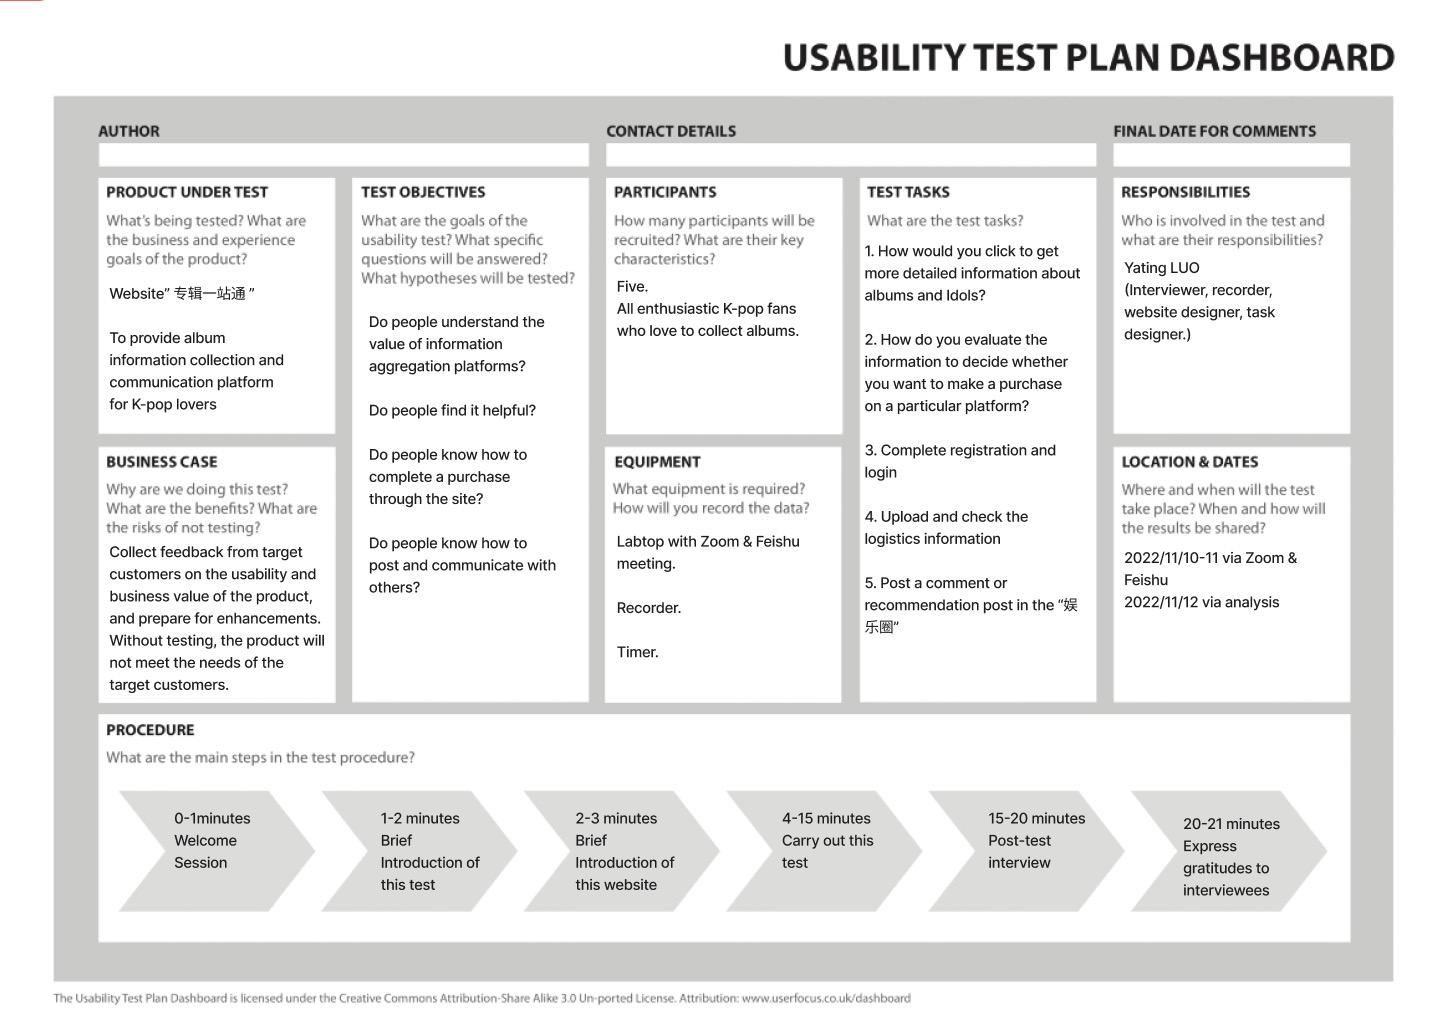 USABILITY TEST PLAN DASHBOARD
AUTHOR
CONTACT DETAILS
FINAL DATE FOR COMMENTS
PRODUCT UNDER TEST
What's being tested? What are
the business and experience
goals of the product?
Website” 专辑一站通 ”
To provide album
information collection and
communication platform
for K-pop lovers
BUSINESS CASE
Why are we doing this test?
What are the benefits? What are
the risks of not testing?
Collect feedback from target
customers on the usability and
business value of the product,
and prepare for enhancements.
Without testing, the product will
not meet the needs of the
target customers.
TEST OBJECTIVES
What are the goals of the
usability test? What specific
questions will be answered?
What hypotheses will be tested?
Do people understand the
value of information
aggregation platforms?
Do people find it helpful?
Do people know how to
complete a purchase
through the site?
Do people know how to
post and communicate with
others?
PARTICIPANTS
How many participants will be
recruited? What are their key
characteristics?
Five.
All enthusiastic K-pop fans
who love to collect albums.
EQUIPMENT
What equipment is required?
How will you record the data?
Labtop with Zoom & Feishu
meeting.
Recorder.
Timer.
TEST TASKS
What are the test tasks?
1. How would you click to get
more detailed information about
albums and Idols?
2. How do you evaluate the
information to decide whether
you want to make a purchase
on a particular platform?
3. Complete registration and
login
4. Upload and check the
logistics information
5. Post a comment or
recommendation post in the “娱
乐圈”
RESPONSIBILITIES
Who is involved in the test and
what are their responsibilities?
Yating LUO
(Interviewer, recorder,
website designer, task
designer.)
LOCATION & DATES
Where and when will the test
take place? When and how will
the results be shared?
2022/11/10-11 via Zoom &
Feishu
2022/11/12 via analysis
PROCEDURE
What are the main steps in the test procedure?
0-1minutes
Welcome
Session
1-2 minutes
Brief
Introduction of
this test
2-3 minutes
Brief
Introduction of
this website
4-15 minutes
Carry out this
test
15-20 minutes
Post-test
interview
20-21 minutes
Express
gratitudes to
interviewees
The Usability Test Plan Dashboard is licensed under the Creative Commons Attribution-Share Alike 3.0 Un-ported License. Attribution: www.userfocus.co.uk/dashboard